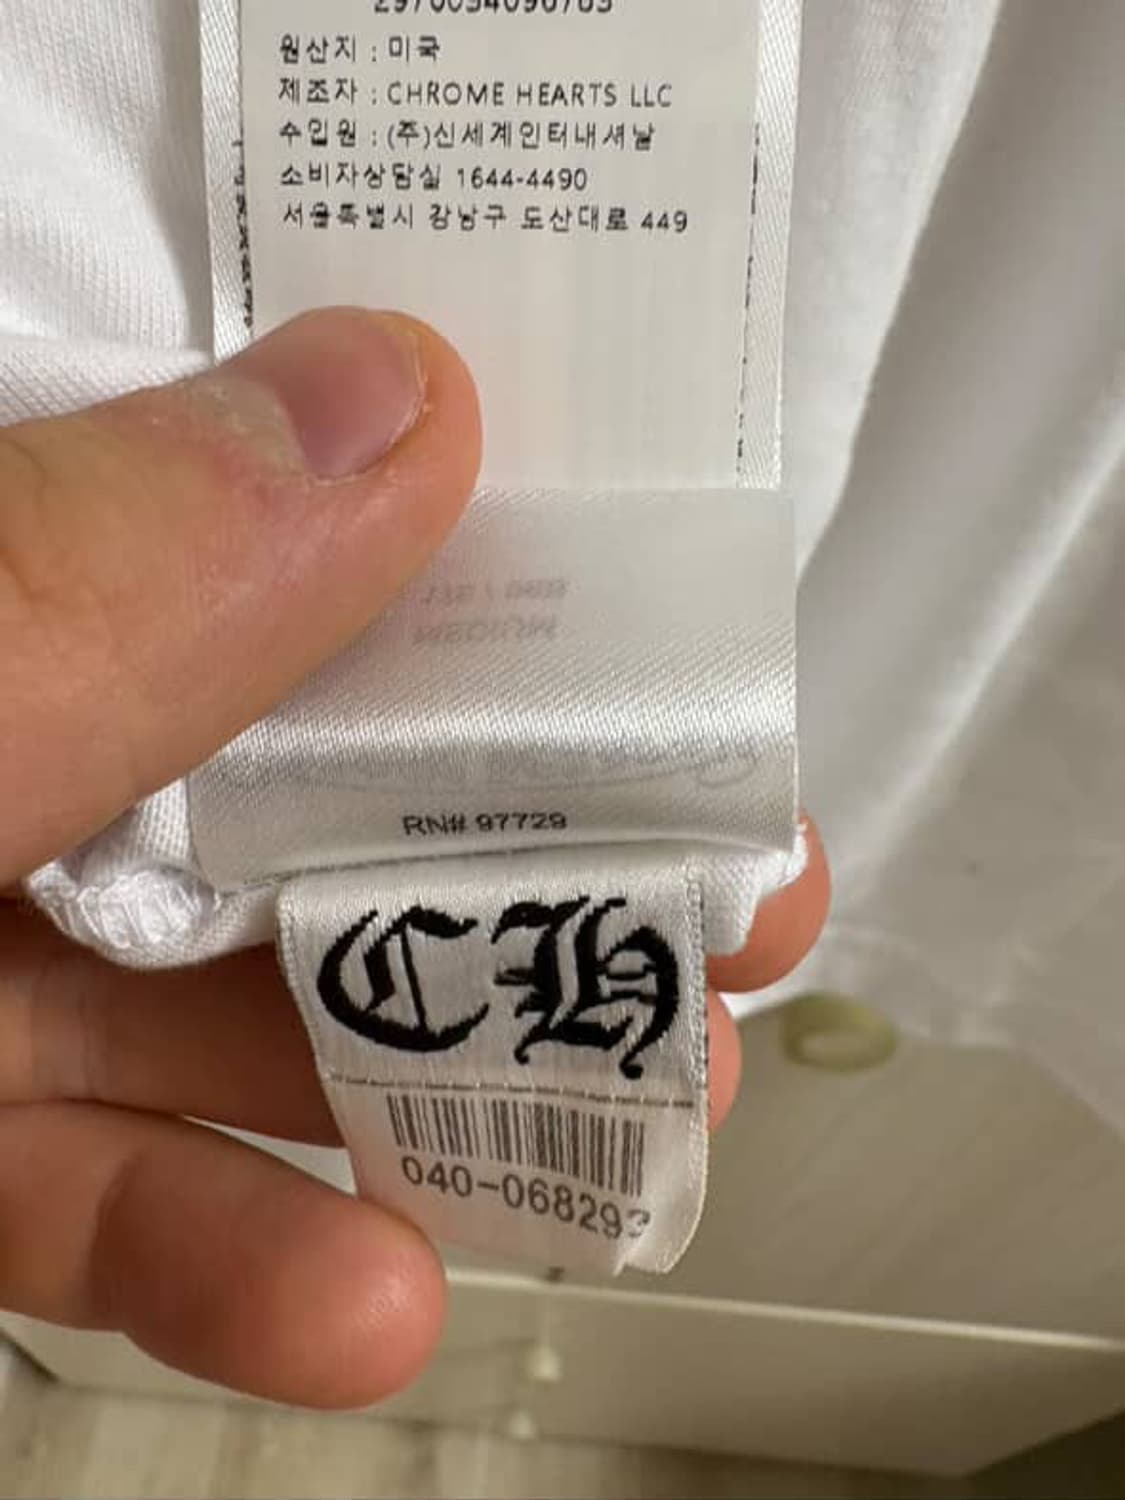 원산지 : 미국
제조자 : CHROME HEARTS LLC
수입원 : (주)신세계인터내셔날
소비자상담실 1644-4490
서울특별시 강남구 도산대로 449
RN# 97729
CH
040-068293